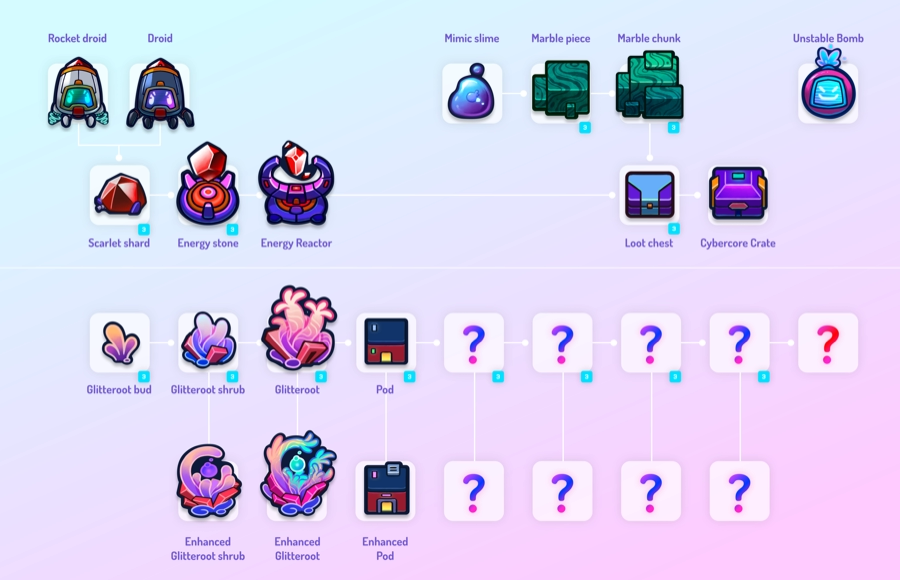 Rocket droid
Droid
Mimic slime
Marble piece
Marble chunk
Unstable Bomb
3
3
Scarlet shard
3
Energy stone
3
Energy Reactor
Loot chest
3
Cybercore Crate
Glitteroot bud
3
Glitteroot shrub
3
Glitteroot
3
Pod
3
?
3
?
3
?
3
?
3
?
Enhanced
Glitteroot shrub
Enhanced
Glitteroot
Enhanced
Pod
?
?
?
?